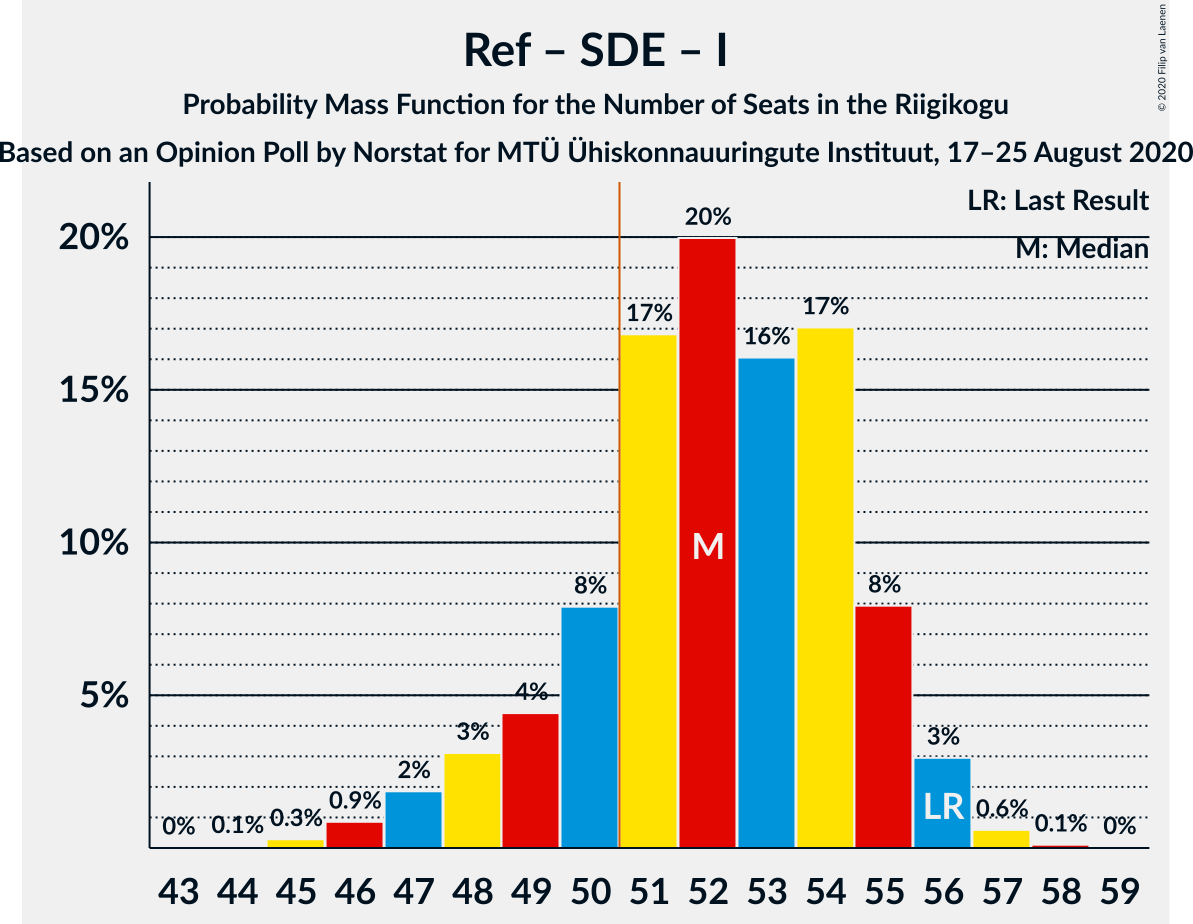 Ref – SDE – I
Probability Mass Function for the Number of Seats in the Riigikogu
Based on an Opinion Poll by Norstat for MTÜ Ühiskonnauuringute Instituut, 17–25 August 2020
© 2020 Filip van Laenen
LR: Last Result
M: Median
20%
15%
10%
5%
0% 0.1% 0.3% 0.9% 2% 3% 4% 8% 17% 20% 16% 17% 8% 3% 0.6% 0.1% 0%
M
LR
43 44 45 46 47 48 49 50 51 52 53 54 55 56 57 58 59